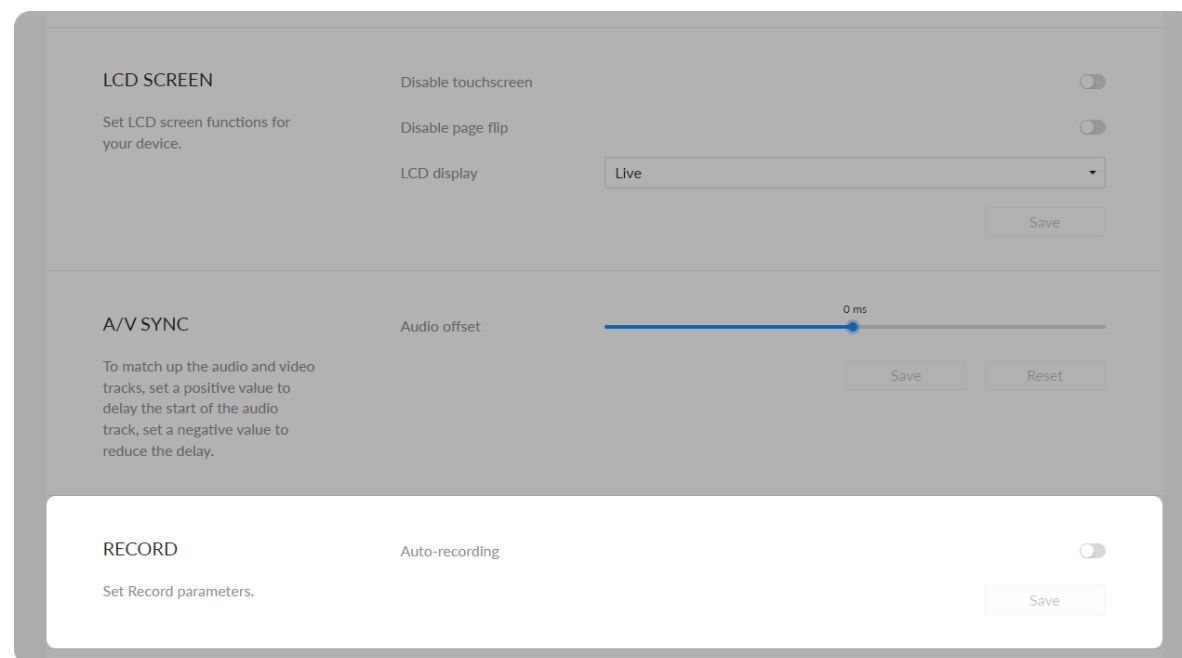 LCD SCREEN
Set LCD screen functions for
your device.
Disable touchscreen
Disable page flip
LCD display
Live
Save
A/V SYNC
To match up the audio and video
tracks, set a positive value to
delay the start of the audio
track, set a negative value to
reduce the delay.
Audio offset
0 ms
Save
Reset
RECORD
Set Record parameters.
Auto-recording
Save